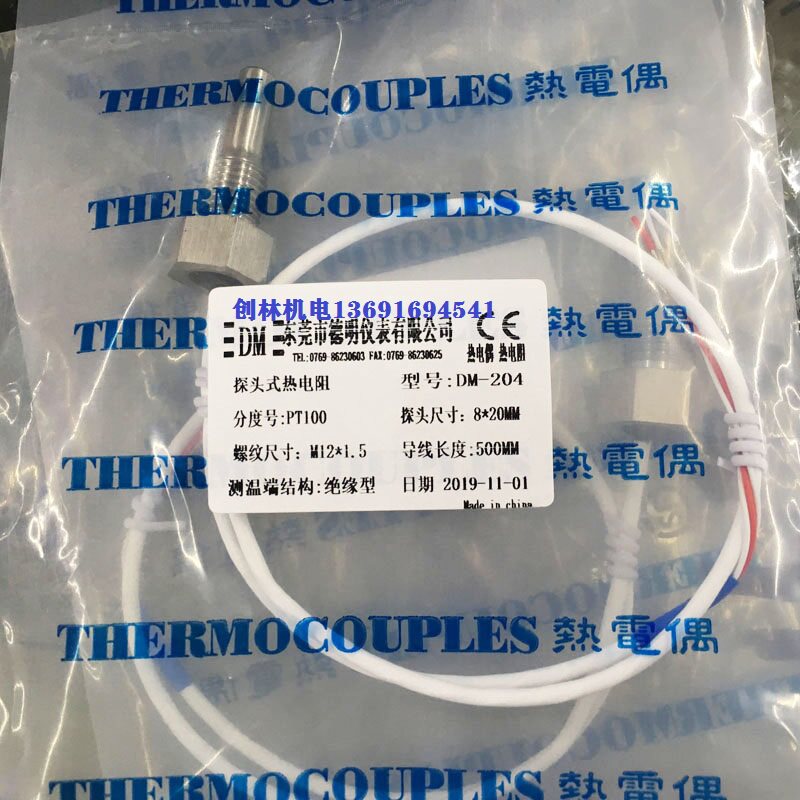 THERMOCOUPLES 熱電偶
THERMOCOUPLES 熱電偶
创林机电13691694541
DM 东莞市德明仪表有限公司 CE
TEL:0769-86230603 FAX:0769-86230625 热电偶 热电阻
探头式热电阻 型号:DM-204
分度号:PT100 探头尺寸: 8*20MM
螺纹尺寸: M12*1.5 导线长度:500MM
测温端结构:绝缘型 日期 2019-11-01
Made in china
THERMOCOUPLES 熱電偶